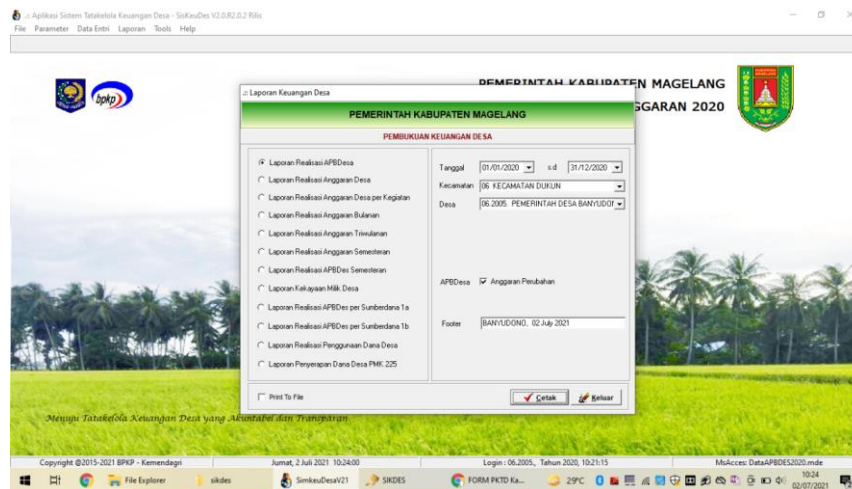 .:: Aplikasi Sistem Tatakelola Keuangan Desa - SisKeuDes V2.0.R2.0.2 Rilis
File Parameter Data Entri Laporan Tools Help
PEMERINTAH KABUPATEN MAGELANG
GGARAN 2020
bpkp
.:: Laporan Keuangan Desa
PEMERINTAH KABUPATEN MAGELANG
PEMBUKUAN KEUANGAN DESA
Laporan Realisasi APBDesa
Laporan Realisasi Anggaran Desa
Laporan Realisasi Anggaran Desa per Kegiatan
Laporan Realisasi Anggaran Bulanan
Laporan Realisasi Anggaran Triwulanan
Laporan Realisasi Anggaran Semesteran
Laporan Realisasi APBDes Semesteran
Laporan Kekayaan Milik Desa
Laporan Realisasi APBDes per Sumberdana 1a
Laporan Realisasi APBDes per Sumberdana 1b
Laporan Realisasi Penggunaan Dana Desa
Laporan Penyerapan Dana Desa PMK 225
Tanggal 01/01/2020 s.d 31/12/2020
Kecamatan 06 KECAMATAN DUKUN
Desa 06.2005. PEMERINTAH DESA BANYUDO
APBDesa Anggaran Perubahan
Footer BANYUDONO, 02 July 2021
Print To File
Cetak Keluar
Menuju Tatakelola Keuangan Desa yang Akuntabel dan Transparan
Copyright @2015-2021 BPKP - Kemendagri Jumat, 2 Juli 2021 10:24:00 Login : 06.2005., Tahun 2020, 10:21:15 MsAcces: DataAPBDES2020.mde
File Explorer sikdes SimkeuDesaV21 SIKDES FORM PKTD Ka... 29°C 10:24
02/07/2021